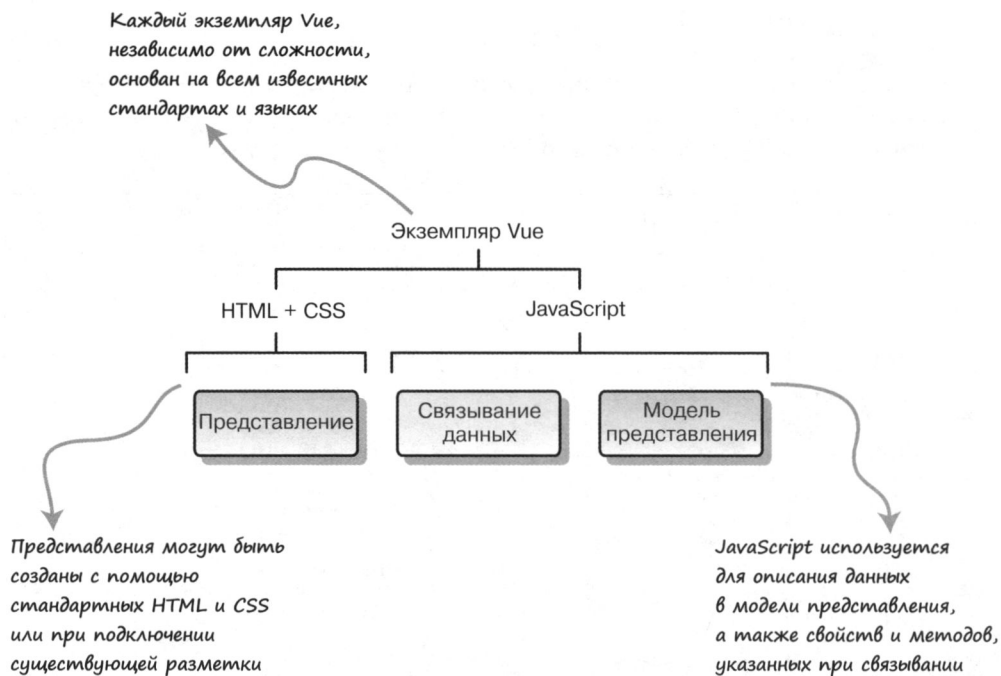 Каждый экземпляр Vue,
независимо от сложности,
основан на всем известных
стандартах и языках
Экземпляр Vue
HTML + CSS
JavaScript
Представление
Связывание
данных
Модель
представления
Представления могут быть
созданы с помощью
стандартных HTML и CSS
или при подключении
существующей разметки
JavaScript используется
для описания данных
в модели представления,
а также свойств и методов,
указанных при связывании